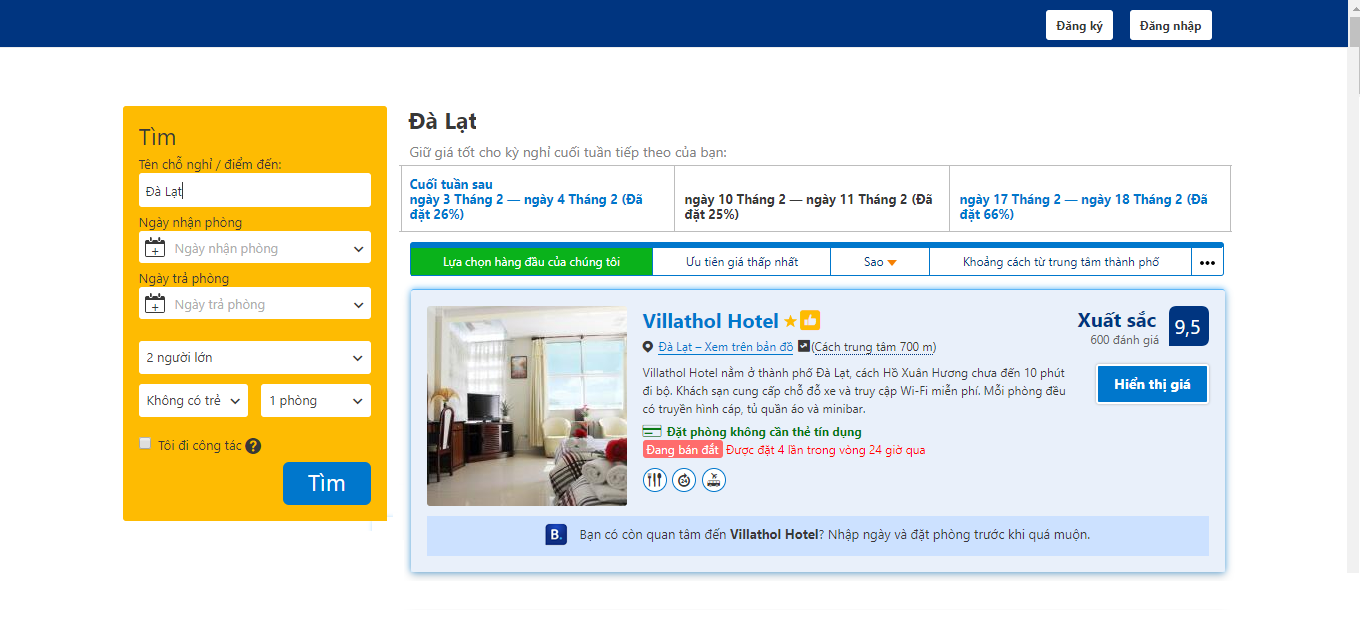 Đăng ký
Đăng nhập
Tìm
Tên chỗ nghỉ / điểm đến:
Đà Lạt
Ngày nhận phòng
Ngày nhận phòng
Ngày trả phòng
Ngày trả phòng
2 người lớn
Không có trẻ
1 phòng
Tôi đi công tác ?
Tìm
Đà Lạt
Giữ giá tốt cho kỳ nghỉ cuối tuần tiếp theo của bạn:
Cuối tuần sau
ngày 3 Tháng 2 — ngày 4 Tháng 2 (Đã
đặt 26%)
ngày 10 Tháng 2 — ngày 11 Tháng 2 (Đã
đặt 25%)
ngày 17 Tháng 2 — ngày 18 Tháng 2 (Đã
đặt 66%)
Lựa chọn hàng đầu của chúng tôi
Ưu tiên giá thấp nhất
Sao
Khoảng cách từ trung tâm thành phố
•••
Villathol Hotel
Đà Lạt – Xem trên bản đồ (Cách trung tâm 700 m)
Villathol Hotel nằm ở thành phố Đà Lạt, cách Hồ Xuân Hương chưa đến 10 phút
đi bộ. Khách sạn cung cấp chỗ đỗ xe và truy cập Wi-Fi miễn phí. Mỗi phòng đều
có truyền hình cáp, tủ quần áo và minibar.
Đặt phòng không cần thẻ tín dụng
Đang bán đắt Được đặt 4 lần trong vòng 24 giờ qua
24
Xuất sắc
600 đánh giá
9,5
Hiển thị giá
B. Bạn có còn quan tâm đến Villathol Hotel? Nhập ngày và đặt phòng trước khi quá muộn.